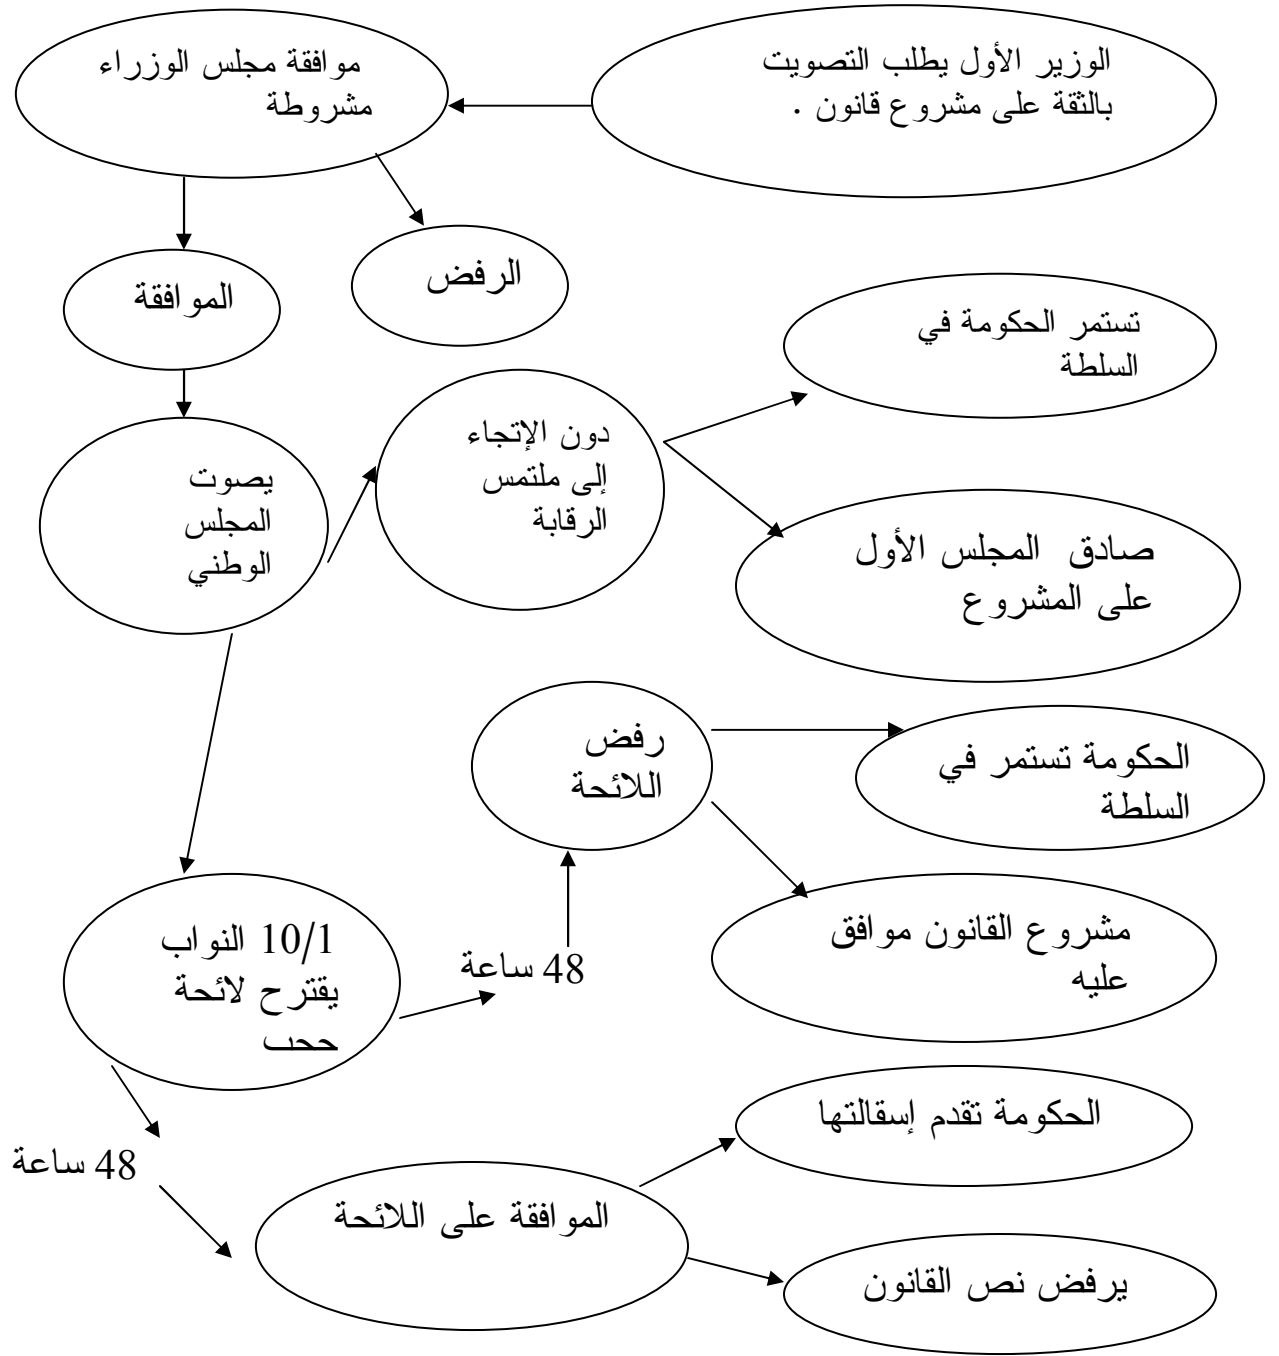 الوزير الأول يطلب التصويت
بالثقة على مشروع قانون .
موافقة مجلس الوزراء
مشروطة
الرفض
الموافقة
تستمر الحكومة في
السلطة
دون الإتجاء
إلى ملتمس
الرقابة
يصوت
المجلس
الوطني
صادق المجلس الأول
على المشروع
رفض
اللائحة
الحكومة تستمر في
السلطة
10/1 النواب
يقترح لائحة
ححب
48 ساعة
مشروع القانون موافق
عليه
الحكومة تقدم إسقالتها
48 ساعة
الموافقة على اللائحة
يرفض نص القانون